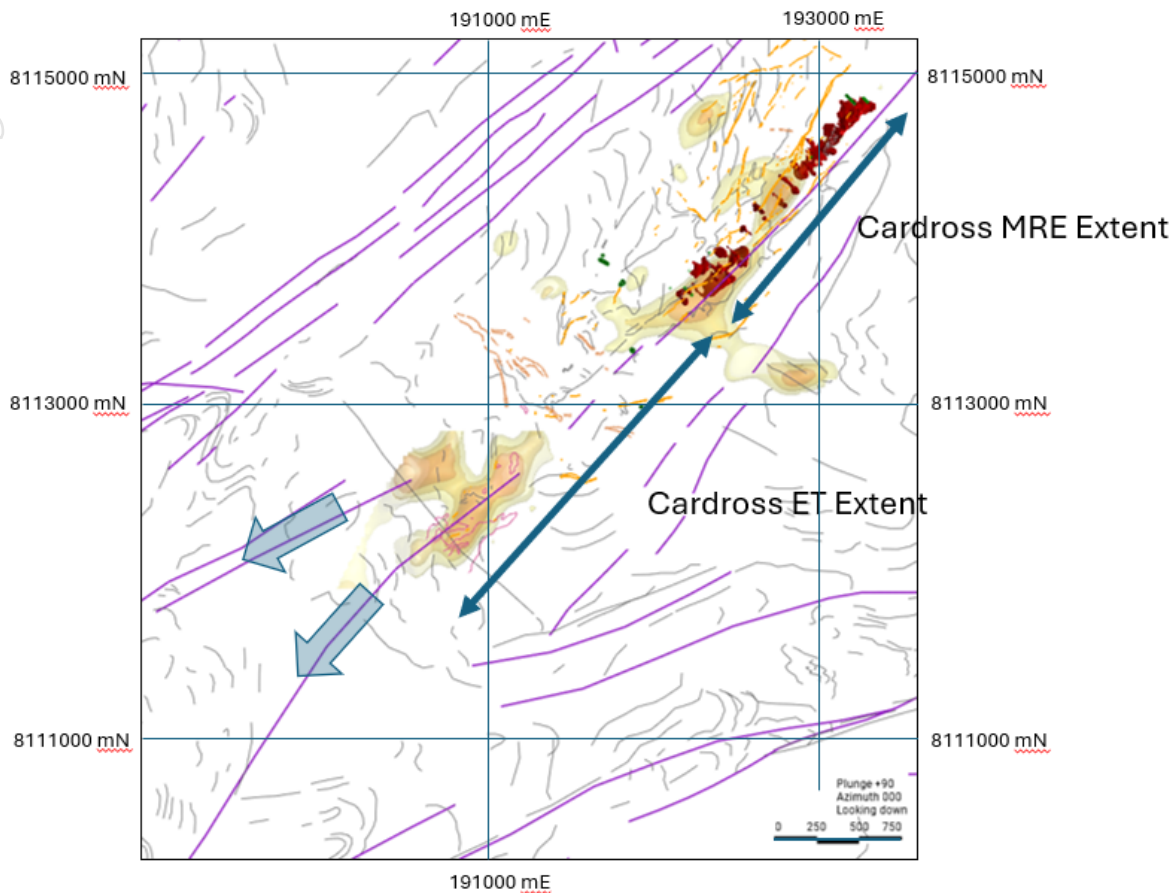 191000 mE
193000 mE
8115000 mN
8115000 mN
Cardross MRE Extent
8113000 mN
8113000 mN
Cardross ET Extent
8111000 mN
8111000 mN
Plunge +90
Azimuth 000
Looking down
0 250 500 750
191000 mE